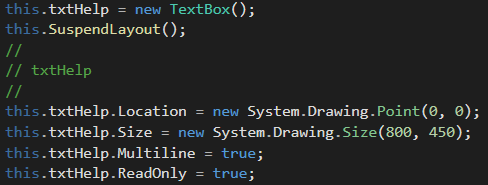 this.txtHelp = new TextBox();
this.SuspendLayout();
//
// txtHelp
//
this.txtHelp.Location = new System.Drawing.Point(0, 0);
this.txtHelp.Size = new System.Drawing.Size(800, 450);
this.txtHelp.Multiline = true;
this.txtHelp.ReadOnly = true;